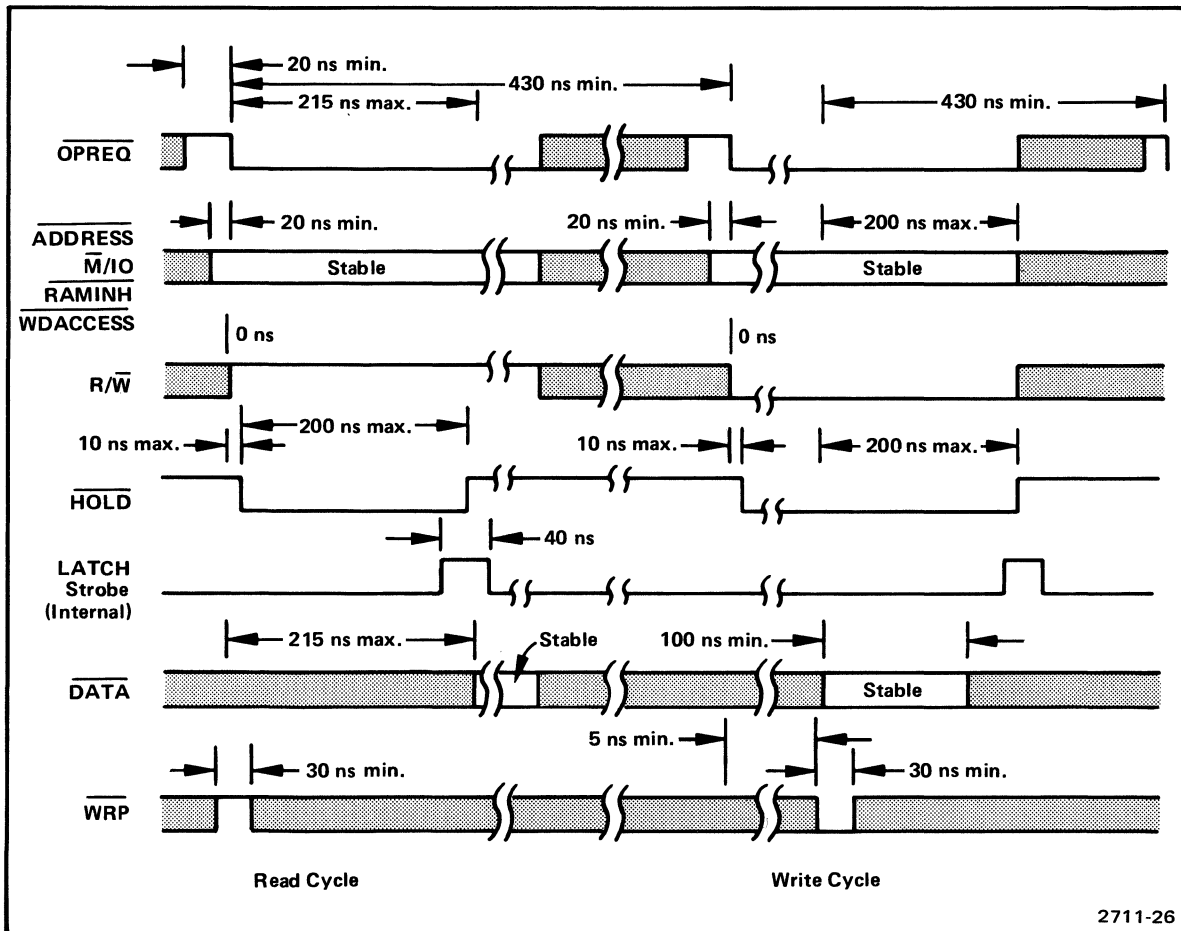 20 ns min.
430 ns min.
215 ns max.
430 ns min.
OPREQ
20 ns min.
20 ns min.
200 ns max.
ADDRESS
M/IO
RAMINH
WDACCESS
Stable
Stable
0 ns
0 ns
R/W
200 ns max.
10 ns max.
10 ns max.
200 ns max.
HOLD
40 ns
LATCH
Strobe
(Internal)
215 ns max.
Stable
100 ns min.
DATA
Stable
5 ns min.
30 ns min.
30 ns min.
WRP
Read Cycle
Write Cycle
2711-26